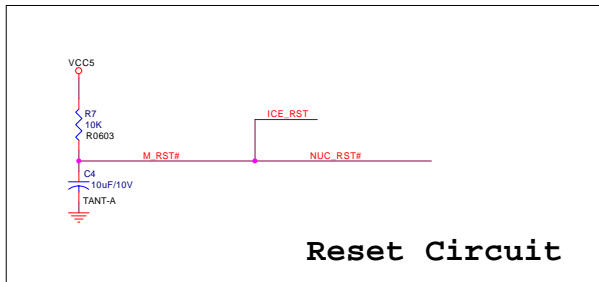 VCC5
R7
10K
R0603
ICE_RST
M_RST#
NUC_RST#
C4
10uF/10V
TANT-A
Reset Circuit